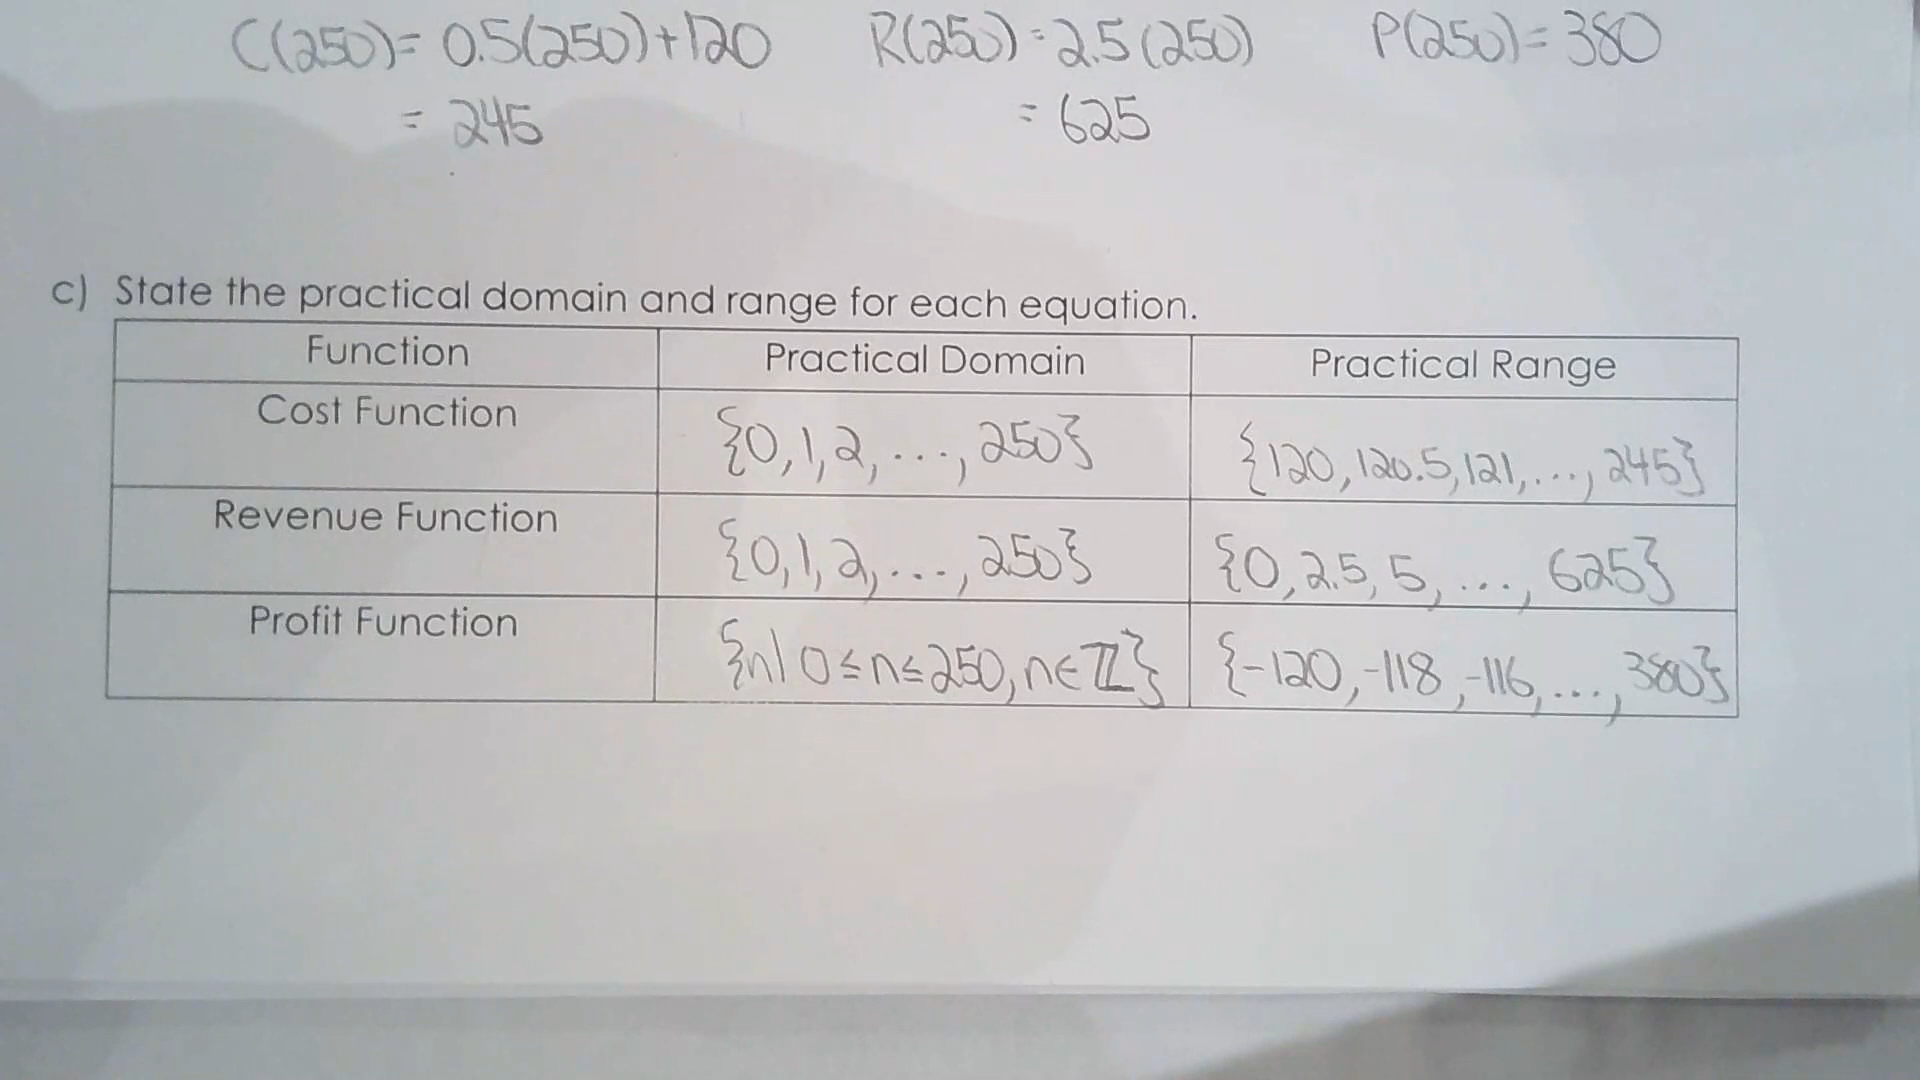 C(250)= 0.5(250)+120 R(250)=2.5(250) P(250)=380
= 245 = 625
c) State the practical domain and range for each equation.
Function Practical Domain Practical Range
Cost Function {0,1,2,...,250} {120,120.5,121,...,245}
Revenue Function {0,1,2,...,250} {0,2.5,5,...,625}
Profit Function {n|0≤n≤250,n∈ℤ} {-120,-118,-116,...,380}